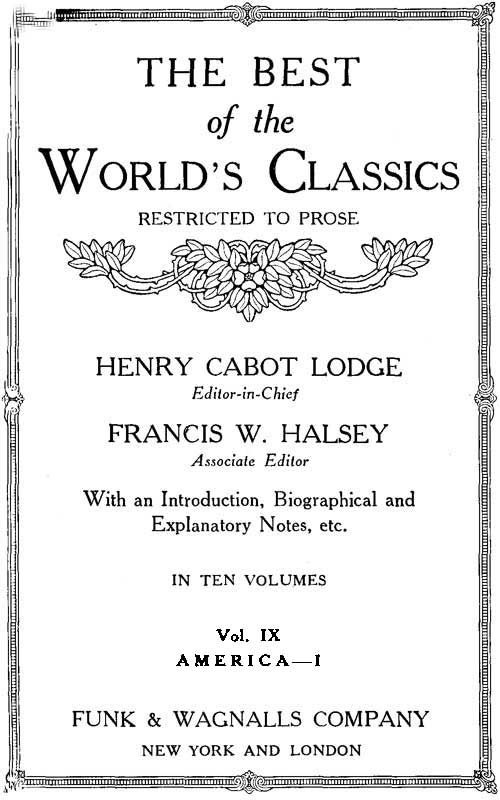 THE BEST
of the
WORLD'S CLASSICS
RESTRICTED TO PROSE
HENRY CABOT LODGE
Editor-in-Chief
FRANCIS W. HALSEY
Associate Editor
With an Introduction, Biographical and
Explanatory Notes, etc.
IN TEN VOLUMES
Vol. IX
AMERICA—I
FUNK & WAGNALLS COMPANY
NEW YORK AND LONDON